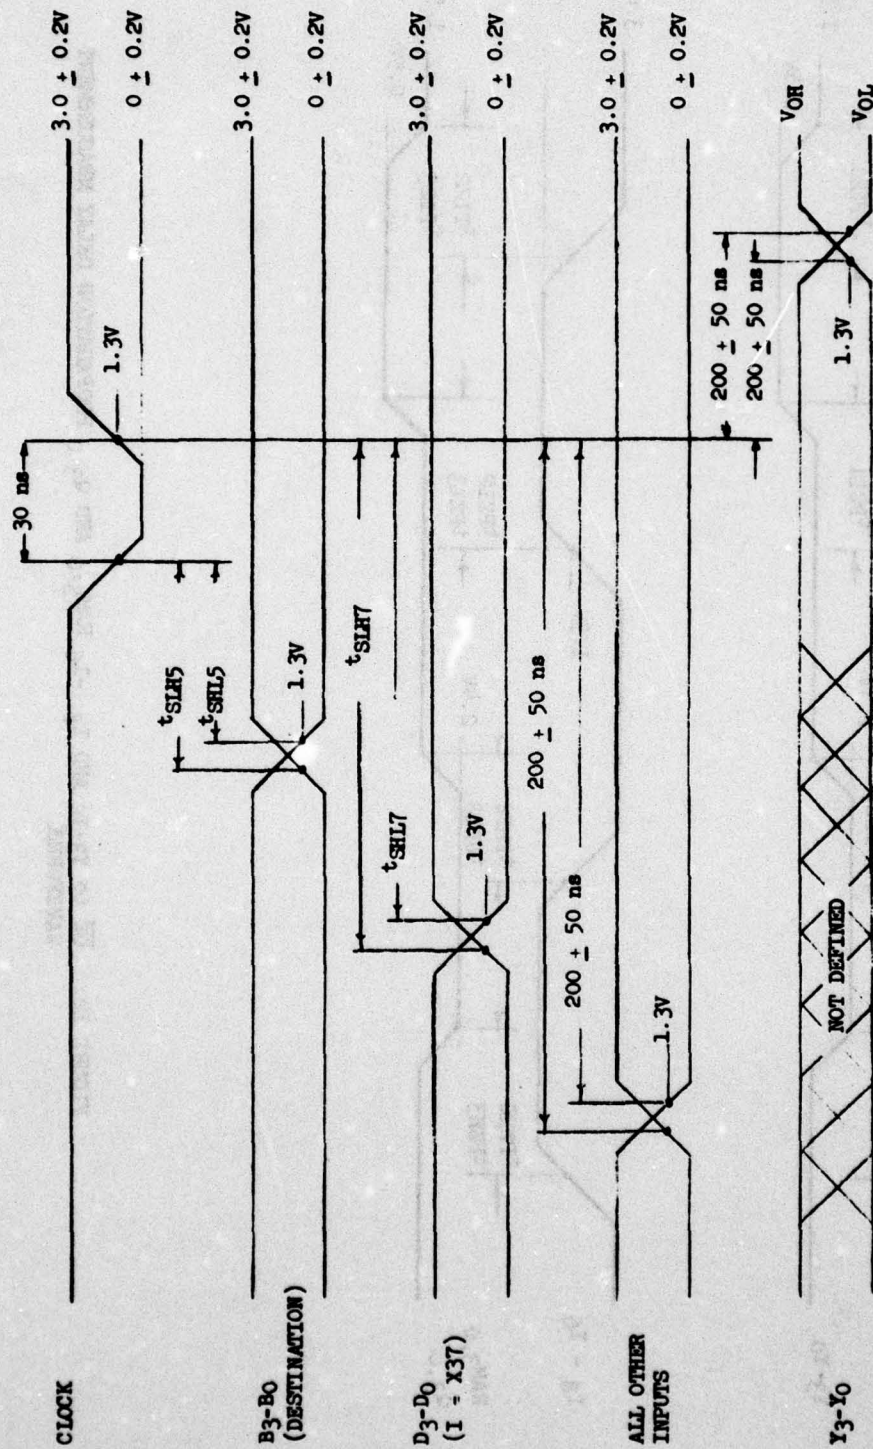 CLOCK
30 ns
1.3V
3.0 ± 0.2V
0 ± 0.2V
B3-B0
(DESTINATION)
tSLH5
tSHL5
1.3V
3.0 ± 0.2V
0 ± 0.2V
D3-D0
(I = X37)
tSLH7
tSHL7
1.3V
3.0 ± 0.2V
0 ± 0.2V
ALL OTHER
INPUTS
200 ± 50 ns
200 ± 50 ns
1.3V
3.0 ± 0.2V
0 ± 0.2V
Y3-Y0
NOT DEFINED
200 ± 50 ns
200 ± 50 ns
1.3V
VOH
VOL